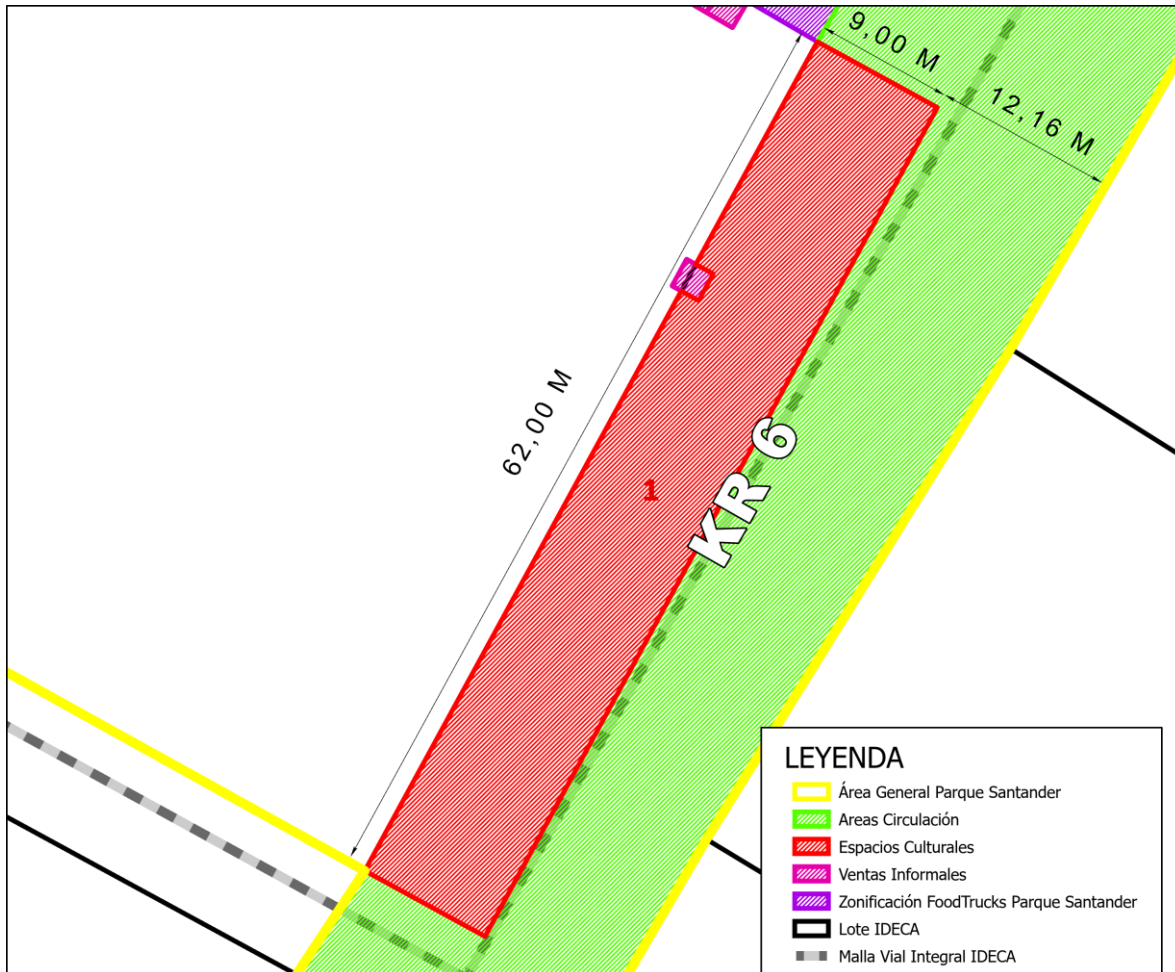 9,00 M
12,16 M
62,00 M
KR 6
1
LEYENDA
Área General Parque Santander
Areas Circulación
Espacios Culturales
Ventas Informales
Zonificación FoodTrucks Parque Santander
Lote IDECA
Malla Vial Integral IDECA